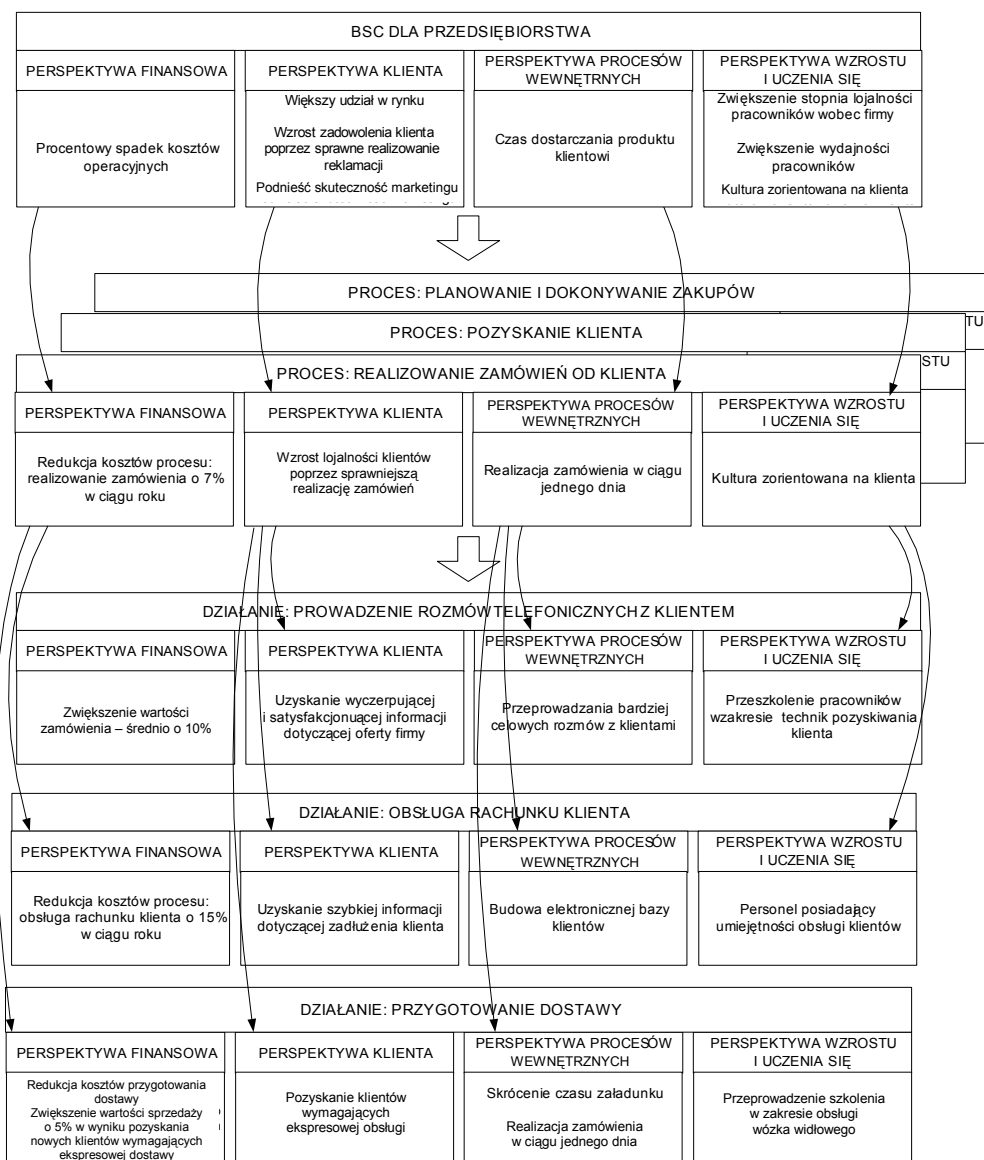 BSC DLA PRZEDSIĘBIORSTWA
PERSPEKTYWA FINANSOWA
Procentowy spadek kosztów
operacyjnych
PERSPEKTYWA KLIENTA
Większy udział w rynku
Wzrost zadowolenia klienta
poprzez sprawne realizowanie
reklamacji
Podnieść skuteczność marketingu
PERSPEKTYWA PROCESÓW
WEWNĘTRZNYCH
Czas dostarczania produktu
klientowi
PERSPEKTYWA WZROSTU
I UCZENIA SIĘ
Zwiększenie stopnia lojalności
pracowników wobec firmy
Zwiększenie wydajności
pracowników
Kultura zorientowana na klienta
PROCES: PLANOWANIE I DOKONYWANIE ZAKUPÓW
TU
PROCES: POZYSKANIE KLIENTA
STU
PROCES: REALIZOWANIE ZAMÓWIEŃ OD KLIENTA
PERSPEKTYWA FINANSOWA
Redukcja kosztów procesu:
realizowanie zamówienia o 7%
w ciągu roku
PERSPEKTYWA KLIENTA
Wzrost lojalności klientów
poprzez sprawniejszą
realizację zamówień
PERSPEKTYWA PROCESÓW
WEWNĘTRZNYCH
Realizacja zamówienia w ciągu
jednego dnia
PERSPEKTYWA WZROSTU
I UCZENIA SIĘ
Kultura zorientowana na klienta
DZIAŁANIE: PROWADZENIE ROZMÓW TELEFONICZNYCH Z KLIENTEM
PERSPEKTYWA FINANSOWA
Zwiększenie wartości
zamówienia – średnio o 10%
PERSPEKTYWA KLIENTA
Uzyskanie wyczerpującej
i satysfakcjonuącej informacji
dotyczącej oferty firmy
PERSPEKTYWA PROCESÓW
WEWNĘTRZNYCH
Przeprowadzania bardziej
celowych rozmów z klientami
PERSPEKTYWA WZROSTU
I UCZENIA SIĘ
Przeszkolenie pracowników
wzakresie technik pozyskiwania
klienta
DZIAŁANIE: OBSŁUGA RACHUNKU KLIENTA
PERSPEKTYWA FINANSOWA
Redukcja kosztów procesu:
obsługa rachunku klienta o 15%
w ciągu roku
PERSPEKTYWA KLIENTA
Uzyskanie szybkiej informacji
dotyczącej zadłużenia klienta
PERSPEKTYWA PROCESÓW
WEWNĘTRZNYCH
Budowa elektronicznej bazy
klientów
PERSPEKTYWA WZROSTU
I UCZENIA SIĘ
Personel posiadający
umiejętności obsługi klientów
DZIAŁANIE: PRZYGOTOWANIE DOSTAWY
PERSPEKTYWA FINANSOWA
Redukcja kosztów przygotowania
dostawy
Zwiększenie wartości sprzedaży
o 5% w wyniku pozyskania
nowych klientów wymagających
ekspresowej dostawy
PERSPEKTYWA KLIENTA
Pozyskanie klientów
wymagających
ekspresowej obsługi
PERSPEKTYWA PROCESÓW
WEWNĘTRZNYCH
Skrócenie czasu załadunku
Realizacja zamówienia
w ciągu jednego dnia
PERSPEKTYWA WZROSTU
I UCZENIA SIĘ
Przeprowadzenie szkolenia
w zakresie obsługi
wózka widłowego